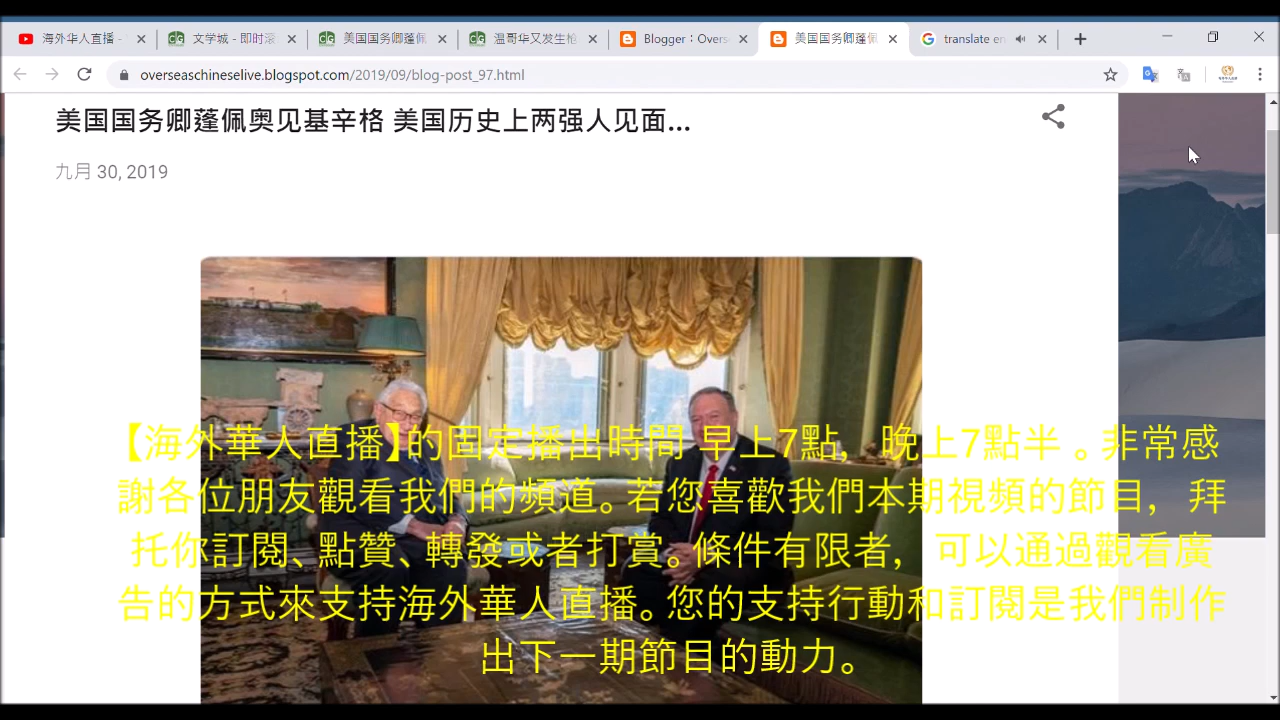 海外华人直播 -
文学城 - 即时滚
美国国务卿蓬佩
温哥华又发生枪
Blogger：Overs
美国国务卿蓬佩
translate en
overseaschineselive.blogspot.com/2019/09/blog-post_97.html
美国国务卿蓬佩奥见基辛格 美国历史上两强人见面...
九月 30, 2019
【海外華人直播】的固定播出時間 早上7點， 晚上7點半 。非常感
謝各位朋友觀看我們的頻道。若您喜歡我們本期視頻的節目， 拜
托你訂閱、點贊、轉發或者打賞。條件有限者， 可以通過觀看廣
告的方式來支持海外華人直播。您的支持行動和訂閱是我們制作
出下一期節目的動力。